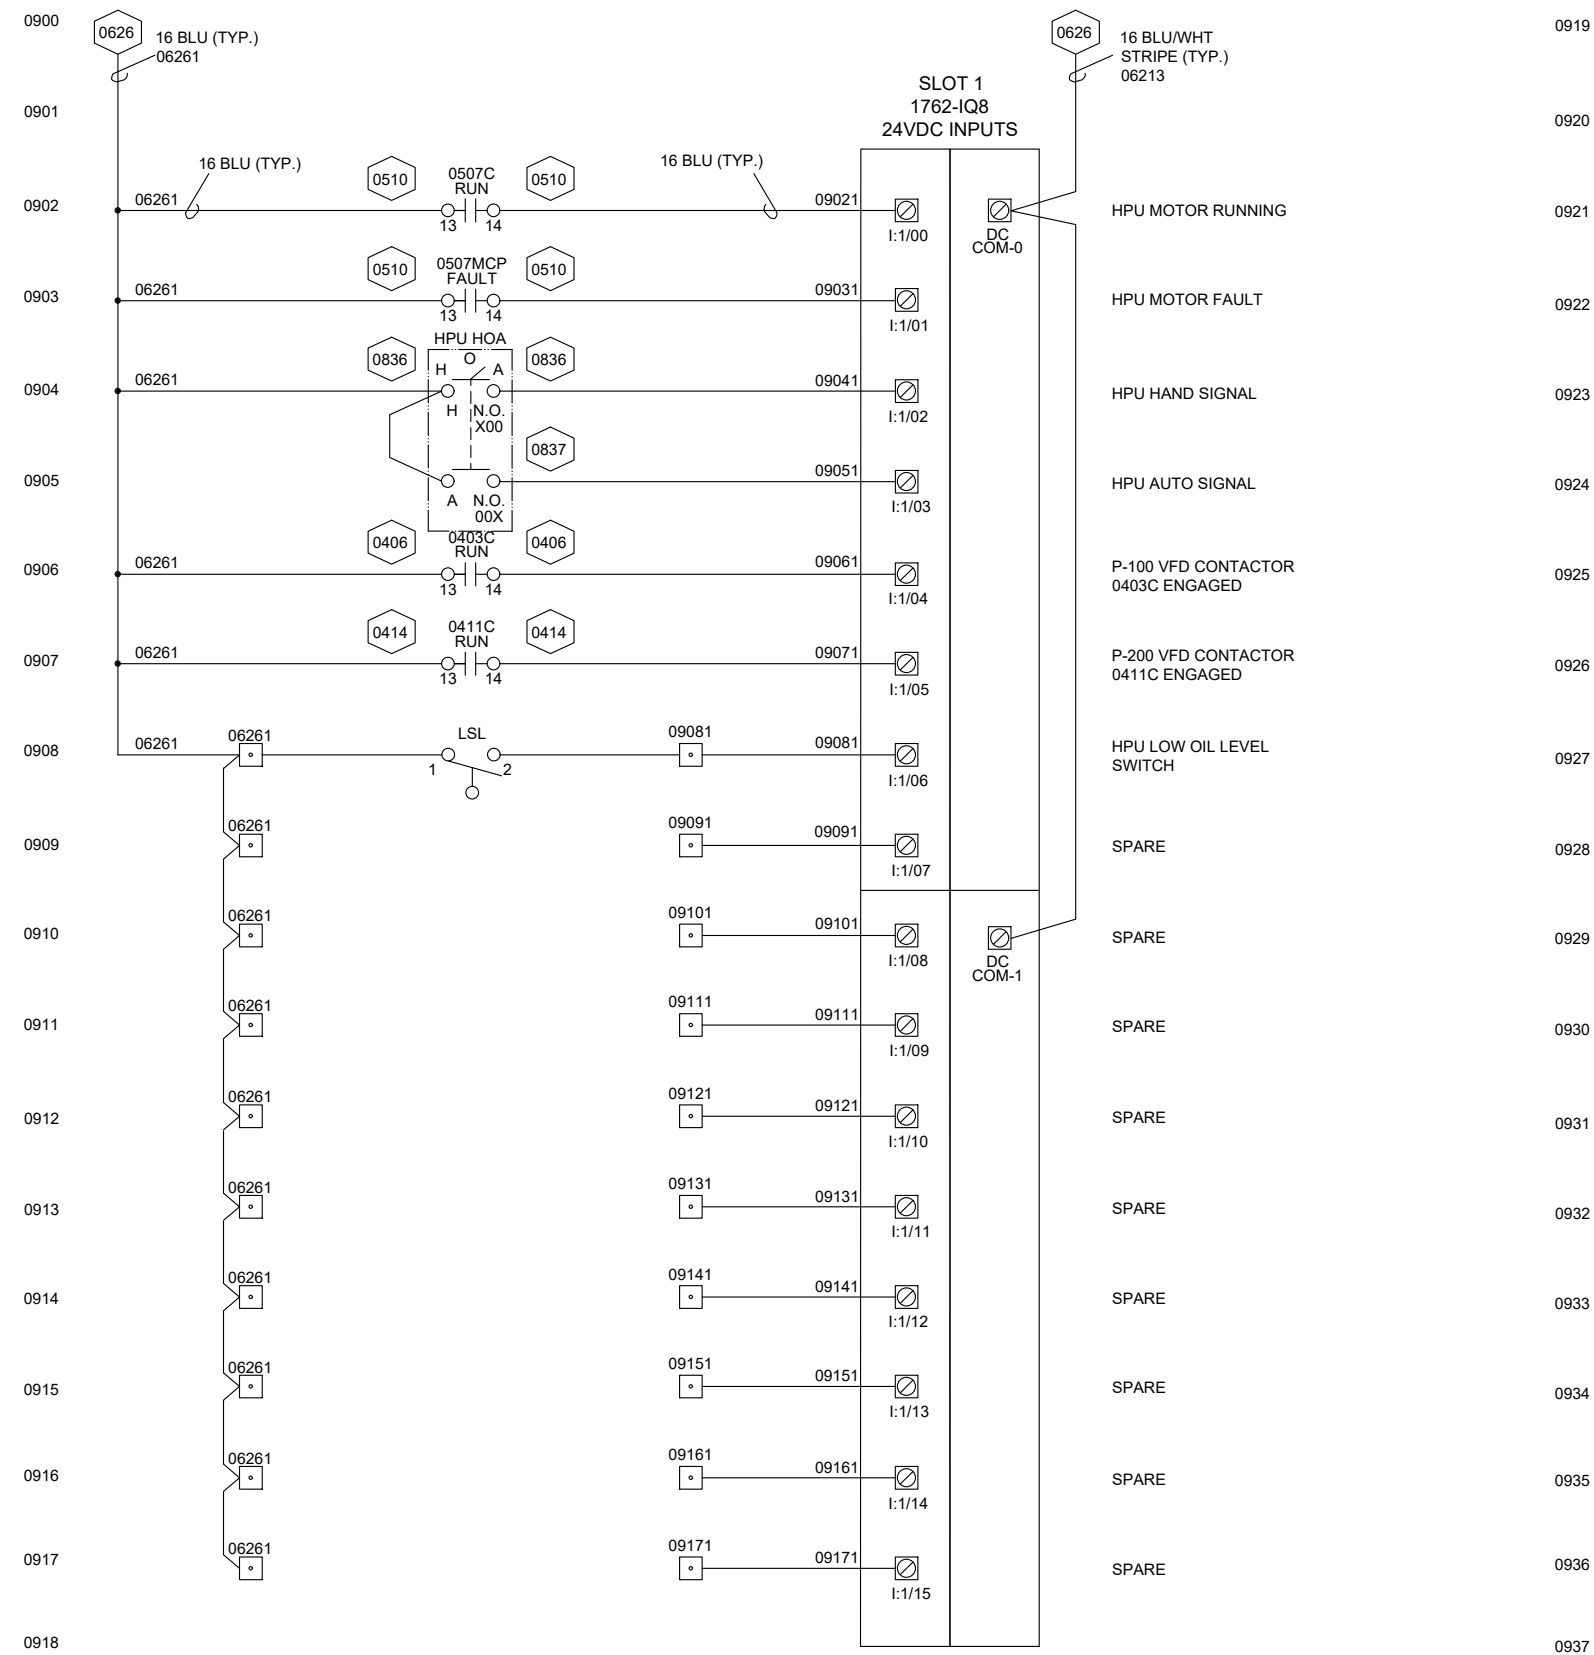 0900
0626
16 BLU (TYP.)
06261
0626
16 BLU/WHT
STRIPE (TYP.)
06213
0919
0901
SLOT 1
1762-IQ8
24VDC INPUTS
0920
16 BLU (TYP.)
16 BLU (TYP.)
0902
06261
0510
0507C
RUN
0510
13
14
09021
I:1/00
DC
COM-0
HPU MOTOR RUNNING
0921
0903
06261
0510
0507MCP
FAULT
0510
13
14
09031
I:1/01
HPU MOTOR FAULT
0922
HPU HOA
0904
06261
0836
H
O
A
0836
H
N.O.
X00
09041
I:1/02
HPU HAND SIGNAL
0923
0905
0837
A
N.O.
00X
09051
I:1/03
HPU AUTO SIGNAL
0924
0906
06261
0406
0403C
RUN
0406
13
14
09061
I:1/04
P-100 VFD CONTACTOR
0403C ENGAGED
0925
0907
06261
0414
0411C
RUN
0414
13
14
09071
I:1/05
P-200 VFD CONTACTOR
0411C ENGAGED
0926
0908
06261
06261
LSL
1
2
09081
09081
I:1/06
HPU LOW OIL LEVEL
SWITCH
0927
0909
06261
09091
09091
I:1/07
SPARE
0928
0910
06261
09101
09101
I:1/08
DC
COM-1
SPARE
0929
0911
06261
09111
09111
I:1/09
SPARE
0930
0912
06261
09121
09121
I:1/10
SPARE
0931
0913
06261
09131
09131
I:1/11
SPARE
0932
0914
06261
09141
09141
I:1/12
SPARE
0933
0915
06261
09151
09151
I:1/13
SPARE
0934
0916
06261
09161
09161
I:1/14
SPARE
0935
0917
06261
09171
09171
I:1/15
SPARE
0936
0918
0937